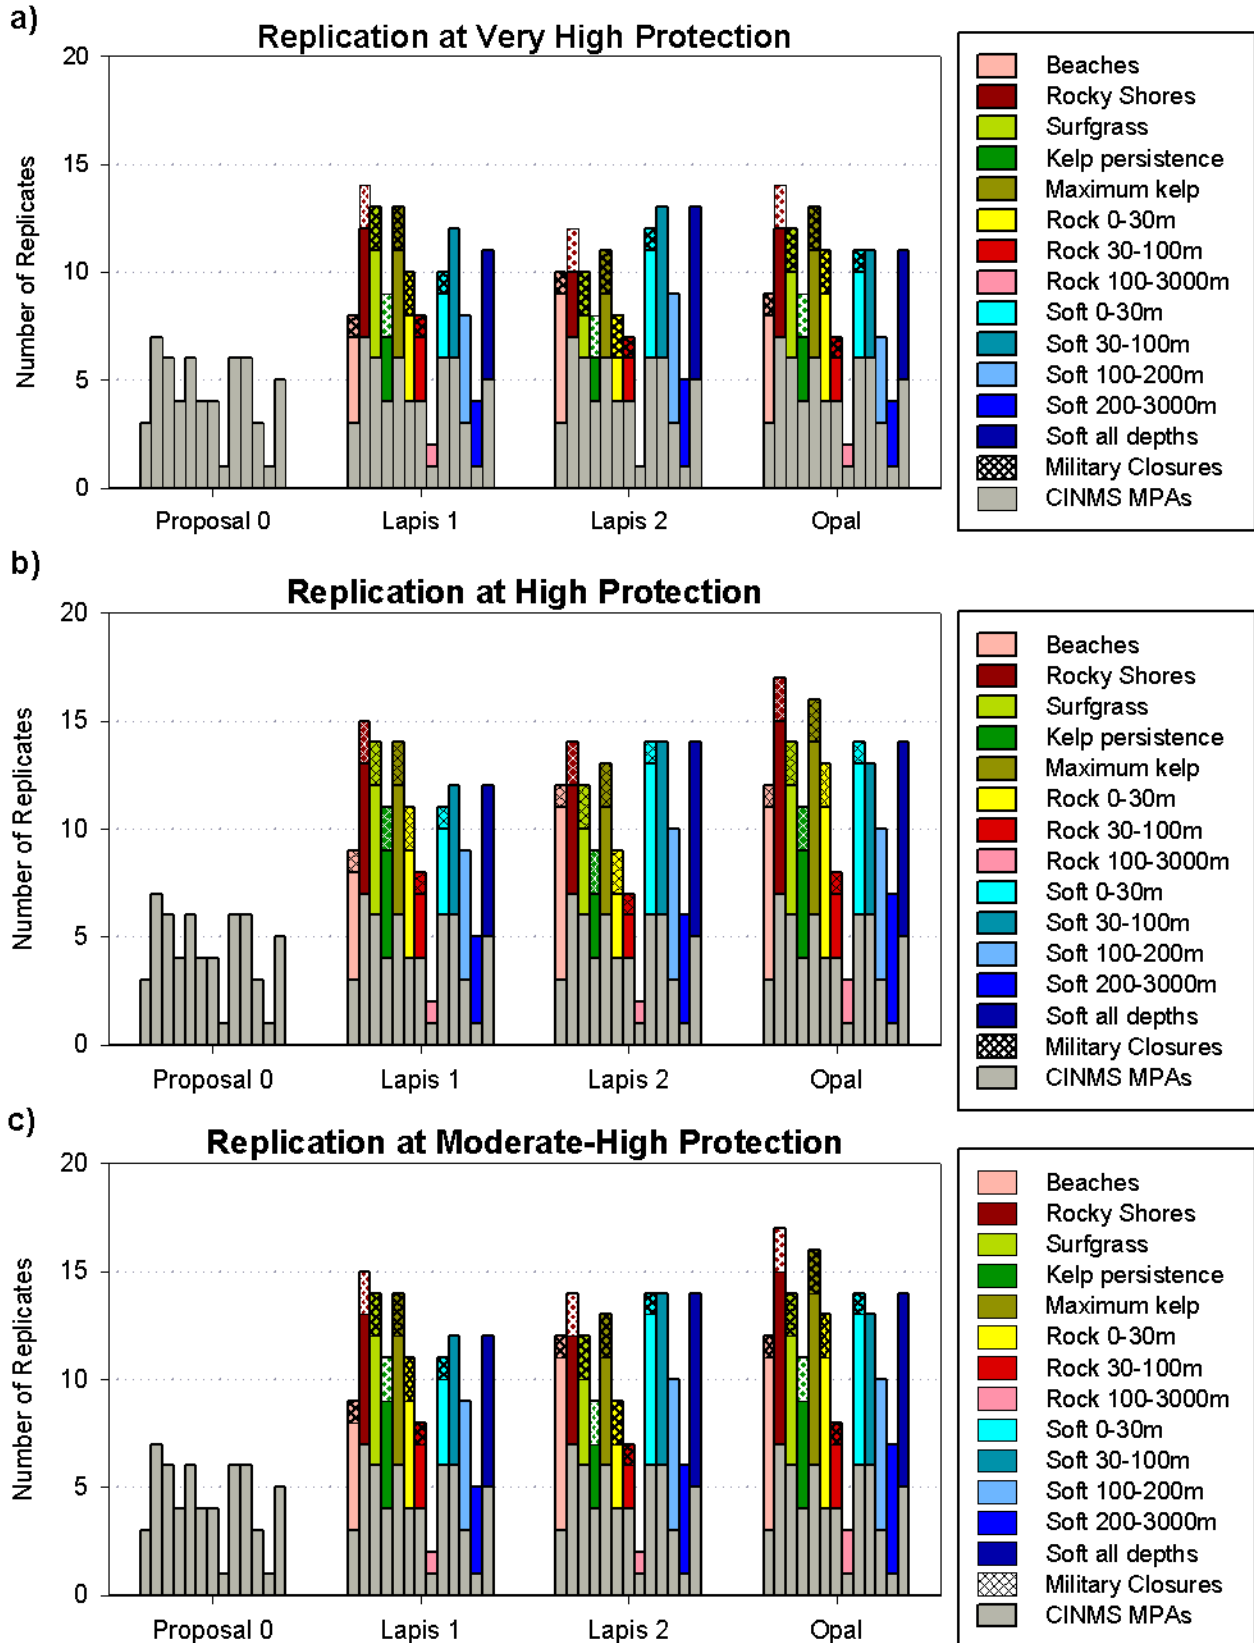 a)
Replication at Very High Protection
20
15
10
5
0
Number of Replicates
Proposal 0
Lapis 1
Lapis 2
Opal
Beaches
Rocky Shores
Surfgrass
Kelp persistence
Maximum kelp
Rock 0-30m
Rock 30-100m
Rock 100-3000m
Soft 0-30m
Soft 30-100m
Soft 100-200m
Soft 200-3000m
Soft all depths
Military Closures
CINMS MPAs
b)
Replication at High Protection
20
15
10
5
0
Number of Replicates
Proposal 0
Lapis 1
Lapis 2
Opal
Beaches
Rocky Shores
Surfgrass
Kelp persistence
Maximum kelp
Rock 0-30m
Rock 30-100m
Rock 100-3000m
Soft 0-30m
Soft 30-100m
Soft 100-200m
Soft 200-3000m
Soft all depths
Military Closures
CINMS MPAs
c)
Replication at Moderate-High Protection
20
15
10
5
0
Number of Replicates
Proposal 0
Lapis 1
Lapis 2
Opal
Beaches
Rocky Shores
Surfgrass
Kelp persistence
Maximum kelp
Rock 0-30m
Rock 30-100m
Rock 100-3000m
Soft 0-30m
Soft 30-100m
Soft 100-200m
Soft 200-3000m
Soft all depths
Military Closures
CINMS MPAs